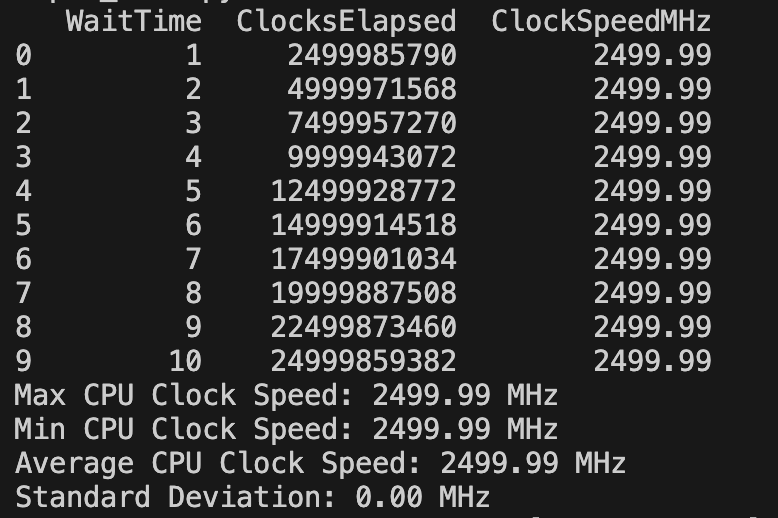 WaitTime ClocksElapsed ClockSpeedMHz
0 1 2499985790 2499.99
1 2 4999971568 2499.99
2 3 7499957270 2499.99
3 4 9999943072 2499.99
4 5 12499928772 2499.99
5 6 14999914518 2499.99
6 7 17499901034 2499.99
7 8 19999887508 2499.99
8 9 22499873460 2499.99
9 10 24999859382 2499.99
Max CPU Clock Speed: 2499.99 MHz
Min CPU Clock Speed: 2499.99 MHz
Average CPU Clock Speed: 2499.99 MHz
Standard Deviation: 0.00 MHz